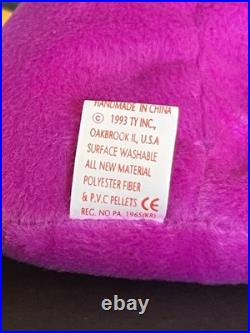 HANDMADE IN CHINA
© 1993 TY INC,
OAKBROOK IL, U.S.A
SURFACE WASHABLE
ALL NEW MATERIAL
POLYESTER FIBER
& P.V.C PELLETS CE
REG. NO PA. 1965(KR)